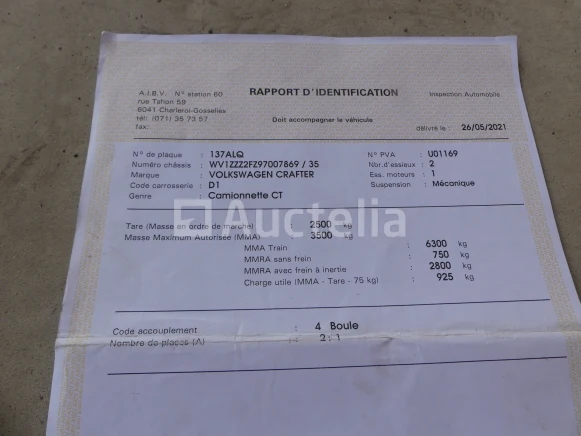 A.I.B.V. N° station 60
rue Tahon 59
6041 Charleroi-Gosselies
tél: (071) 35 73 57
fax:
RAPPORT D'IDENTIFICATION
Doit accompagner le véhicule
Inspection Automobile
délivré le : 26/05/2021
N° de plaque : 137ALQ
Numéro châssis : WV1ZZZ2FZ97007869 / 35
Marque : VOLKSWAGEN CRAFTER
Code carrosserie : D1
Genre : Camionnette CT
N° PVA : U01169
Nbr.d'essieux : 2
Ess. moteurs : 1
Suspension : Mécanique
Auctelia
Tare (Masse en ordre de marche) : 2500 kg
Masse Maximum Autorisée (MMA) : 3500 kg
MMA Train : 6300 kg
MMRA sans frein : 750 kg
MMRA avec frein à inertie : 2800 kg
Charge utile (MMA - Tare - 75 kg) : 925 kg
Code accouplement : 4 Boule
Nombre de places (A) : 2:1